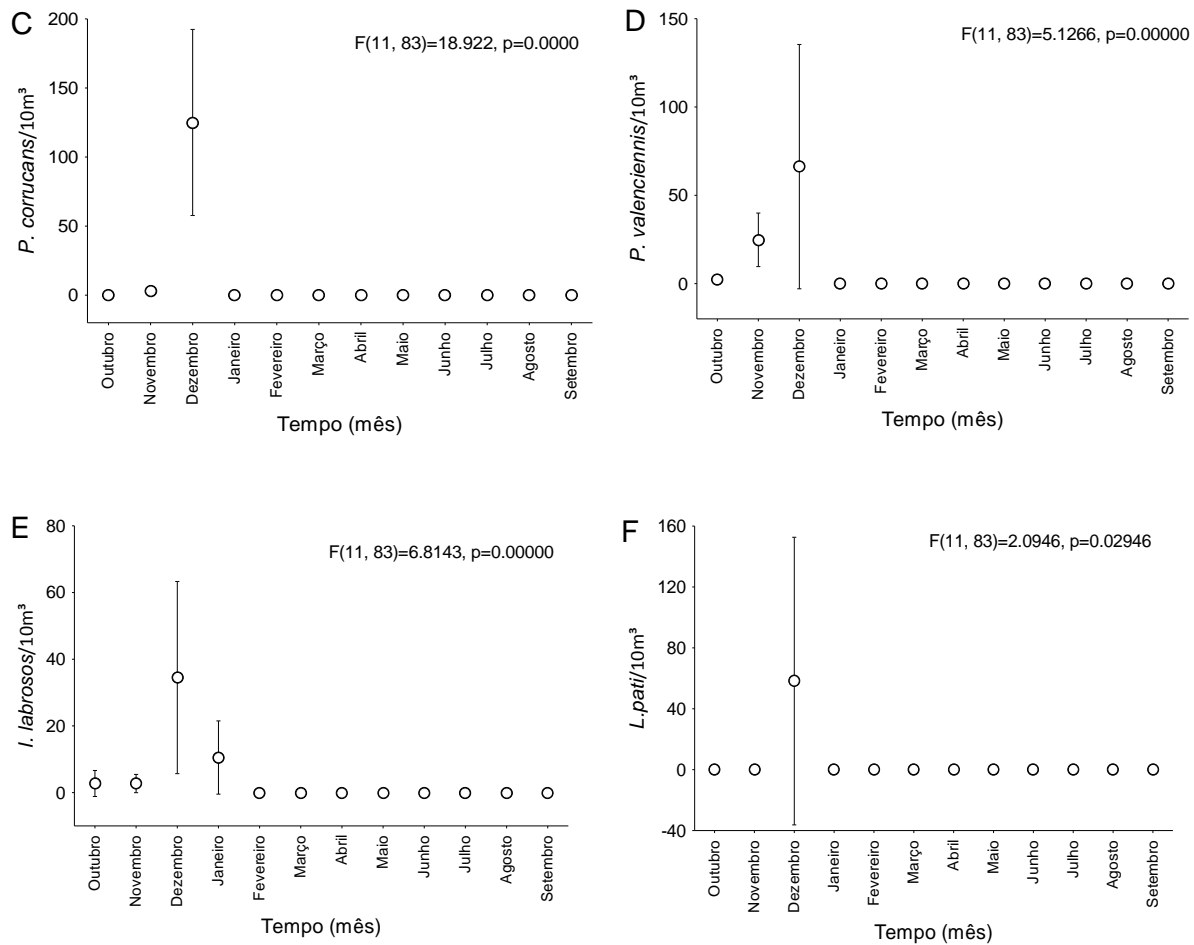 C
F(11, 83)=18.922, p=0.0000
200
150
100
50
0
P. corrucans/10m³
Outubro
Novembro
Dezembro
Janeiro
Fevereiro
Março
Abril
Maio
Junho
Julho
Agosto
Setembro
Tempo (mês)
D
F(11, 83)=5.1266, p=0.00000
150
100
50
0
P. valenciennis/10m³
Outubro
Novembro
Dezembro
Janeiro
Fevereiro
Março
Abril
Maio
Junho
Julho
Agosto
Setembro
Tempo (mês)
E
F(11, 83)=6.8143, p=0.00000
80
60
40
20
0
I. labrosos/10m³
Outubro
Novembro
Dezembro
Janeiro
Fevereiro
Março
Abril
Maio
Junho
Julho
Agosto
Setembro
Tempo (mês)
F
F(11, 83)=2.0946, p=0.02946
160
120
80
40
0
-40
L.pati/10m³
Outubro
Novembro
Dezembro
Janeiro
Fevereiro
Março
Abril
Maio
Junho
Julho
Agosto
Setembro
Tempo (mês)